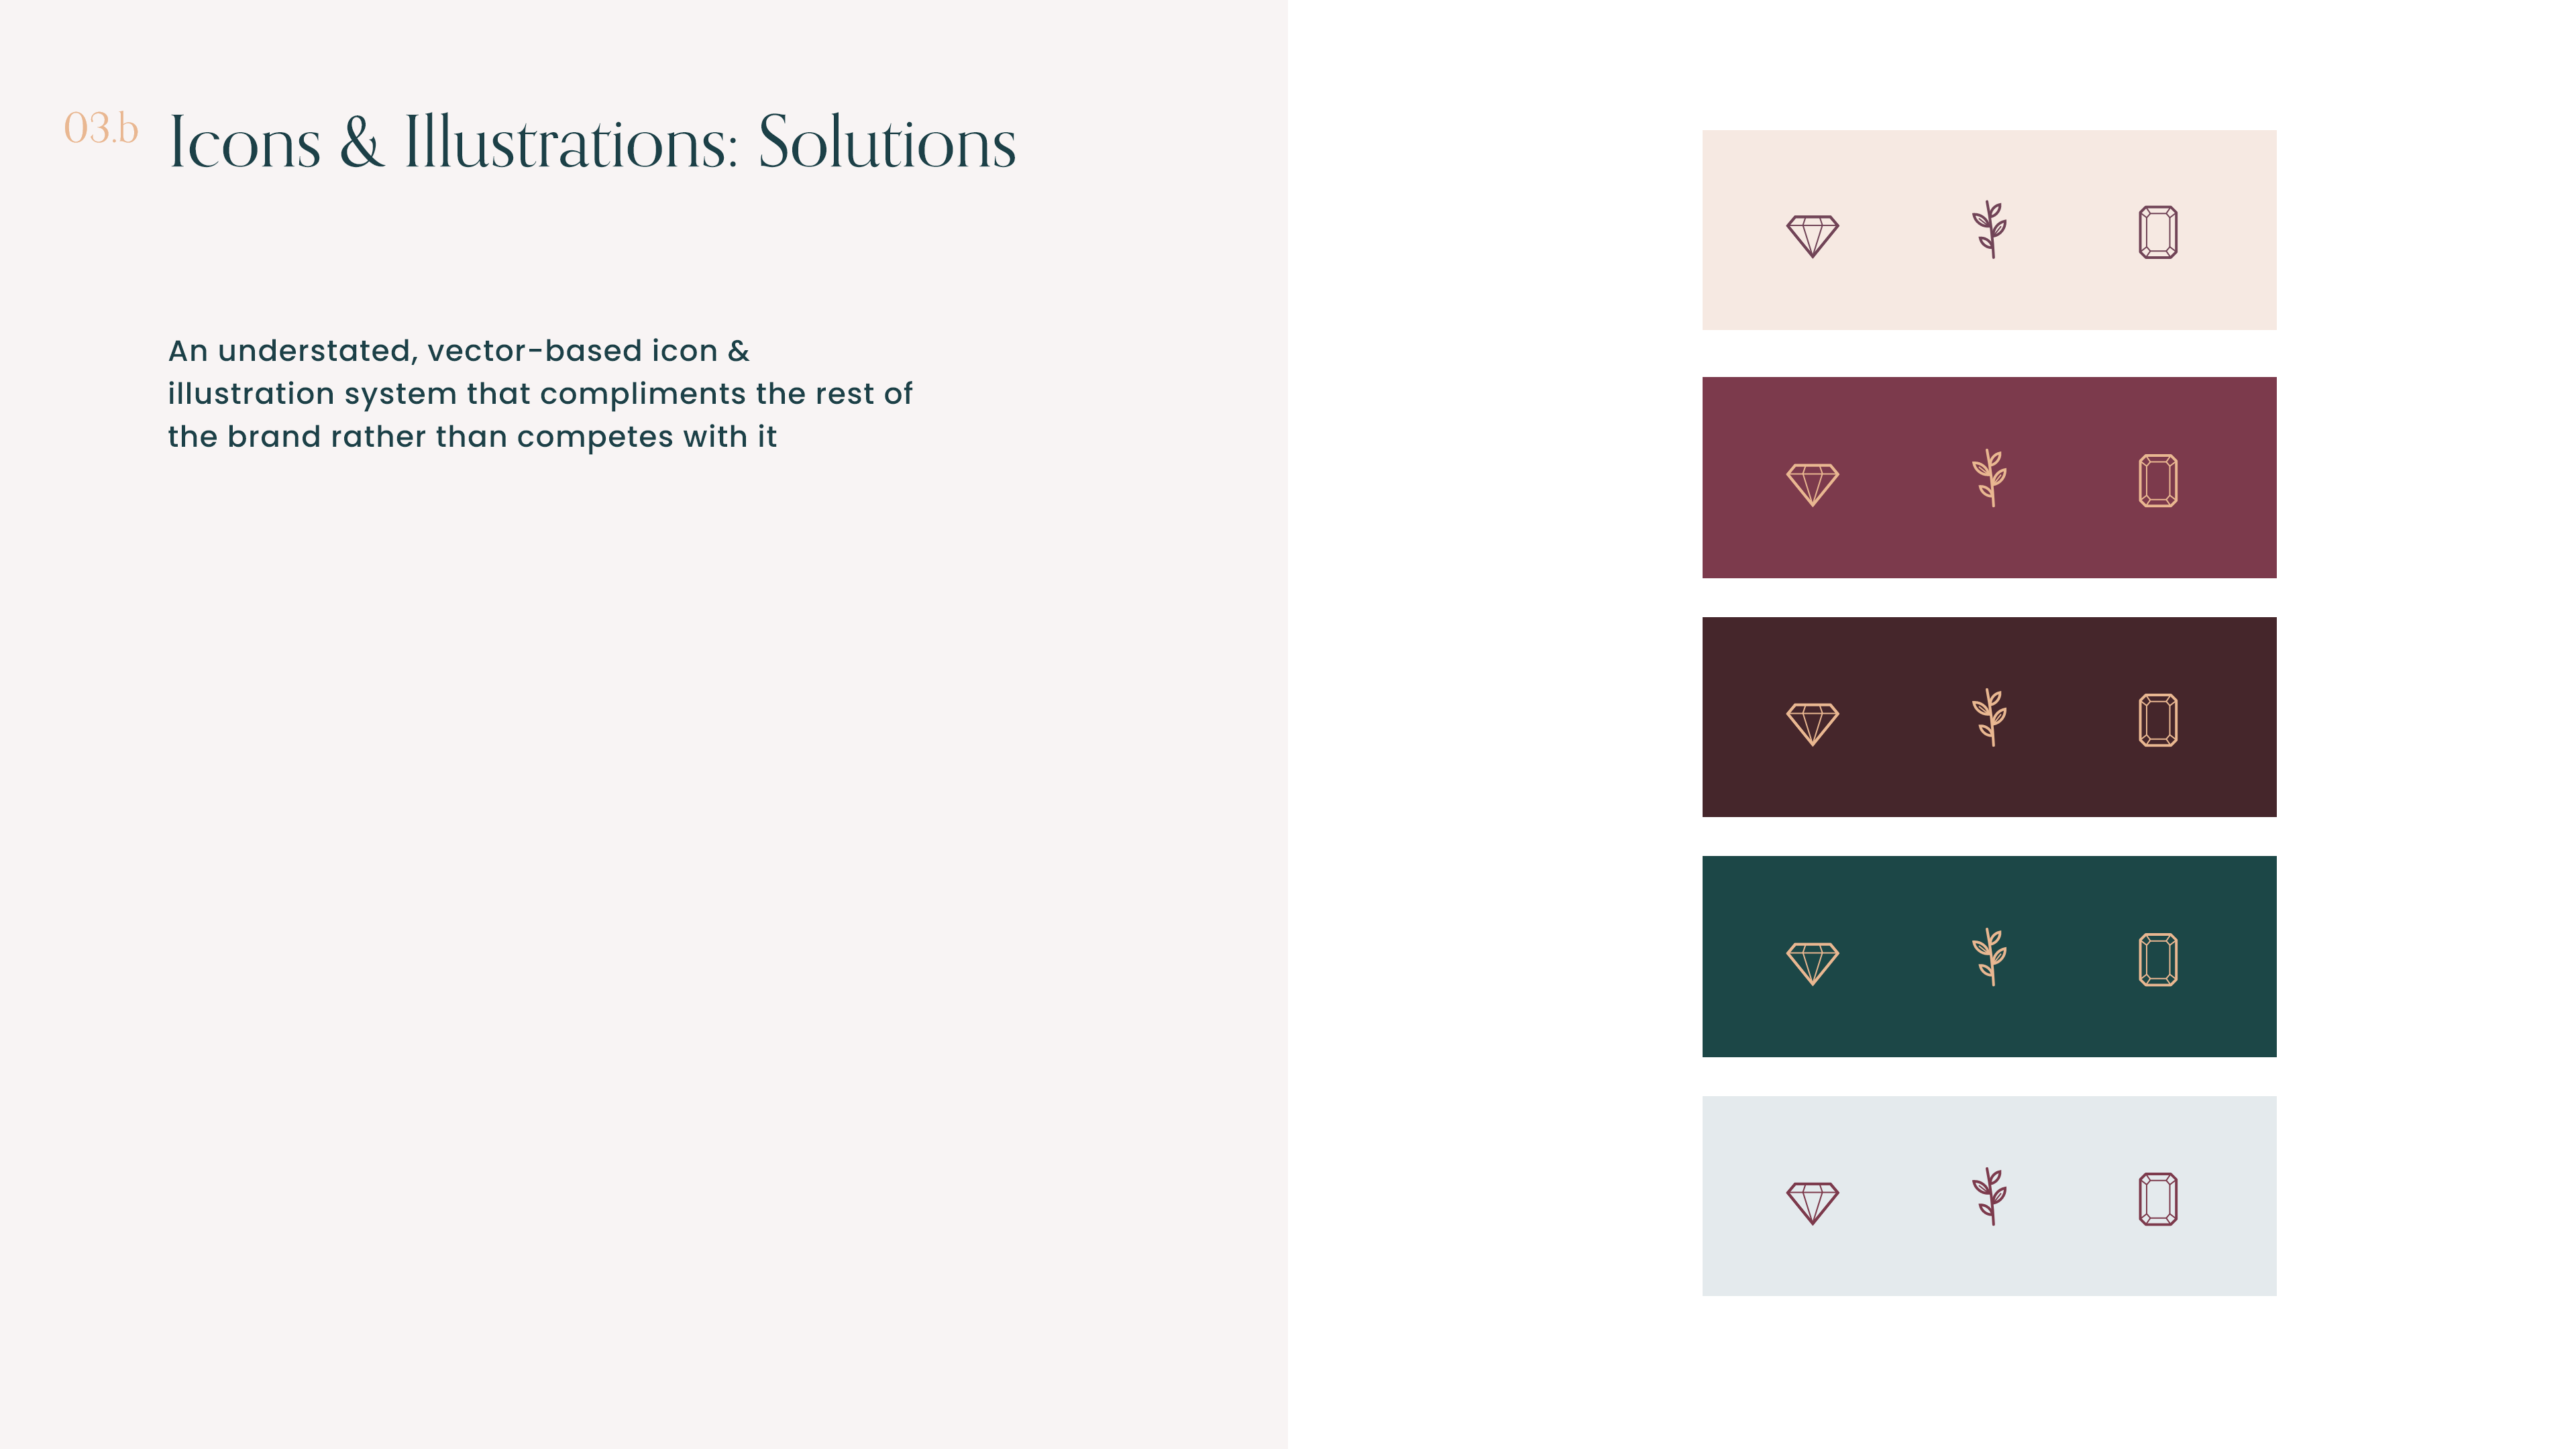 03.b
Icons & Illustrations: Solutions
An understated, vector-based icon &
illustration system that compliments the rest of
the brand rather than competes with it